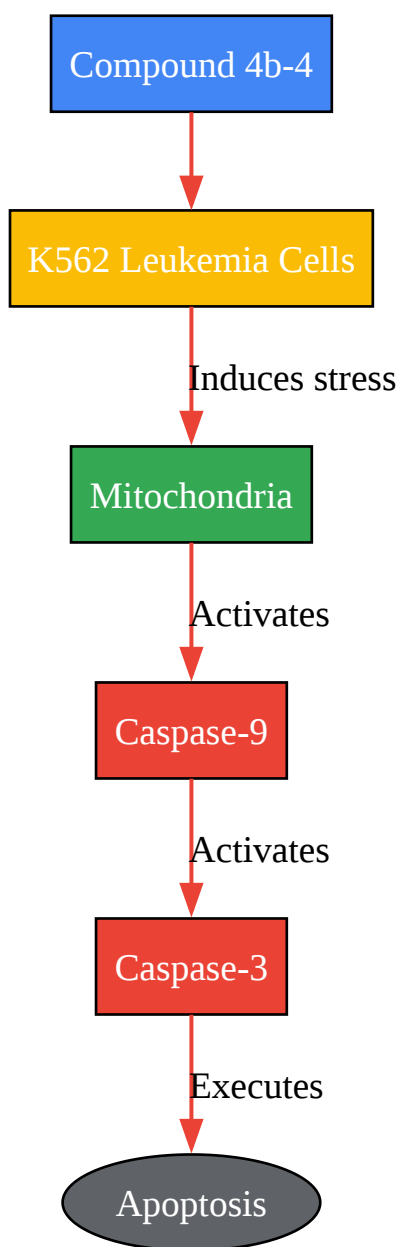 Compound 4b-4
K562 Leukemia Cells
Induces stress
Mitochondria
Activates
Caspase-9
Activates
Caspase-3
Executes
Apoptosis